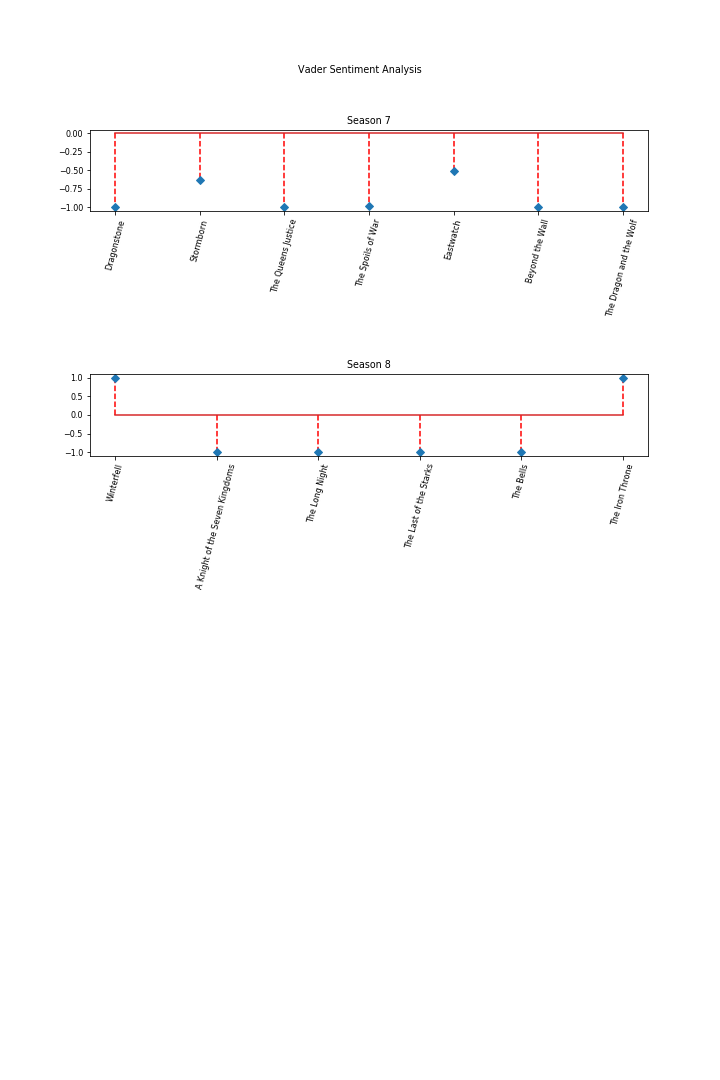 Vader Sentiment Analysis
Season 7
0.00
−0.25
−0.50
−0.75
−1.00
Dragonstone
Stormborn
The Queens Justice
The Spoils of War
Eastwatch
Beyond the Wall
The Dragon and the Wolf
Season 8
1.0
0.5
0.0
−0.5
−1.0
Winterfell
A Knight of the Seven Kingdoms
The Long Night
The Last of the Starks
The Bells
The Iron Throne